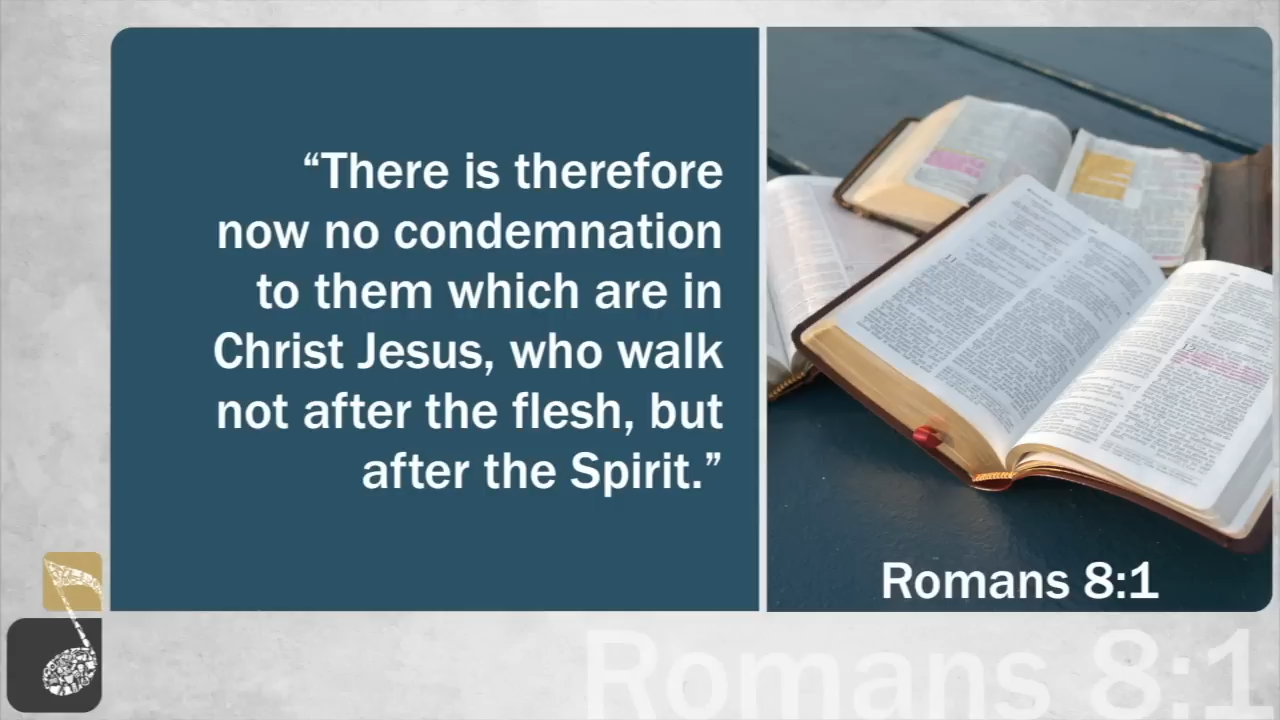 “There is therefore
now no condemnation
to them which are in
Christ Jesus, who walk
not after the flesh, but
after the Spirit.”
Romans 8:1
Romans 8:1